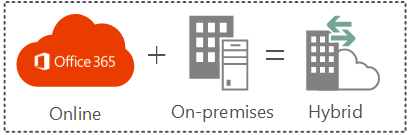 Office 365
+ =
Online On-premises Hybrid